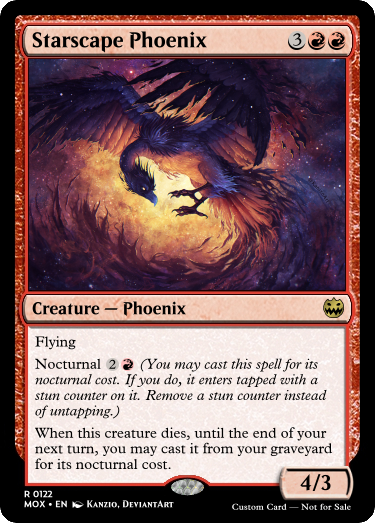 Starscape Phoenix 3
Creature — Phoenix
Flying
Nocturnal 2 (You may cast this spell for its
nocturnal cost. If you do, it enters tapped with a
stun counter on it. Remove a stun counter instead
of untapping.)
When this creature dies, until the end of your
next turn, you may cast it from your graveyard
for its nocturnal cost.
4/3
R 0122
MOX • EN Kanzio, DeviantArt
Custom Card — Not for Sale